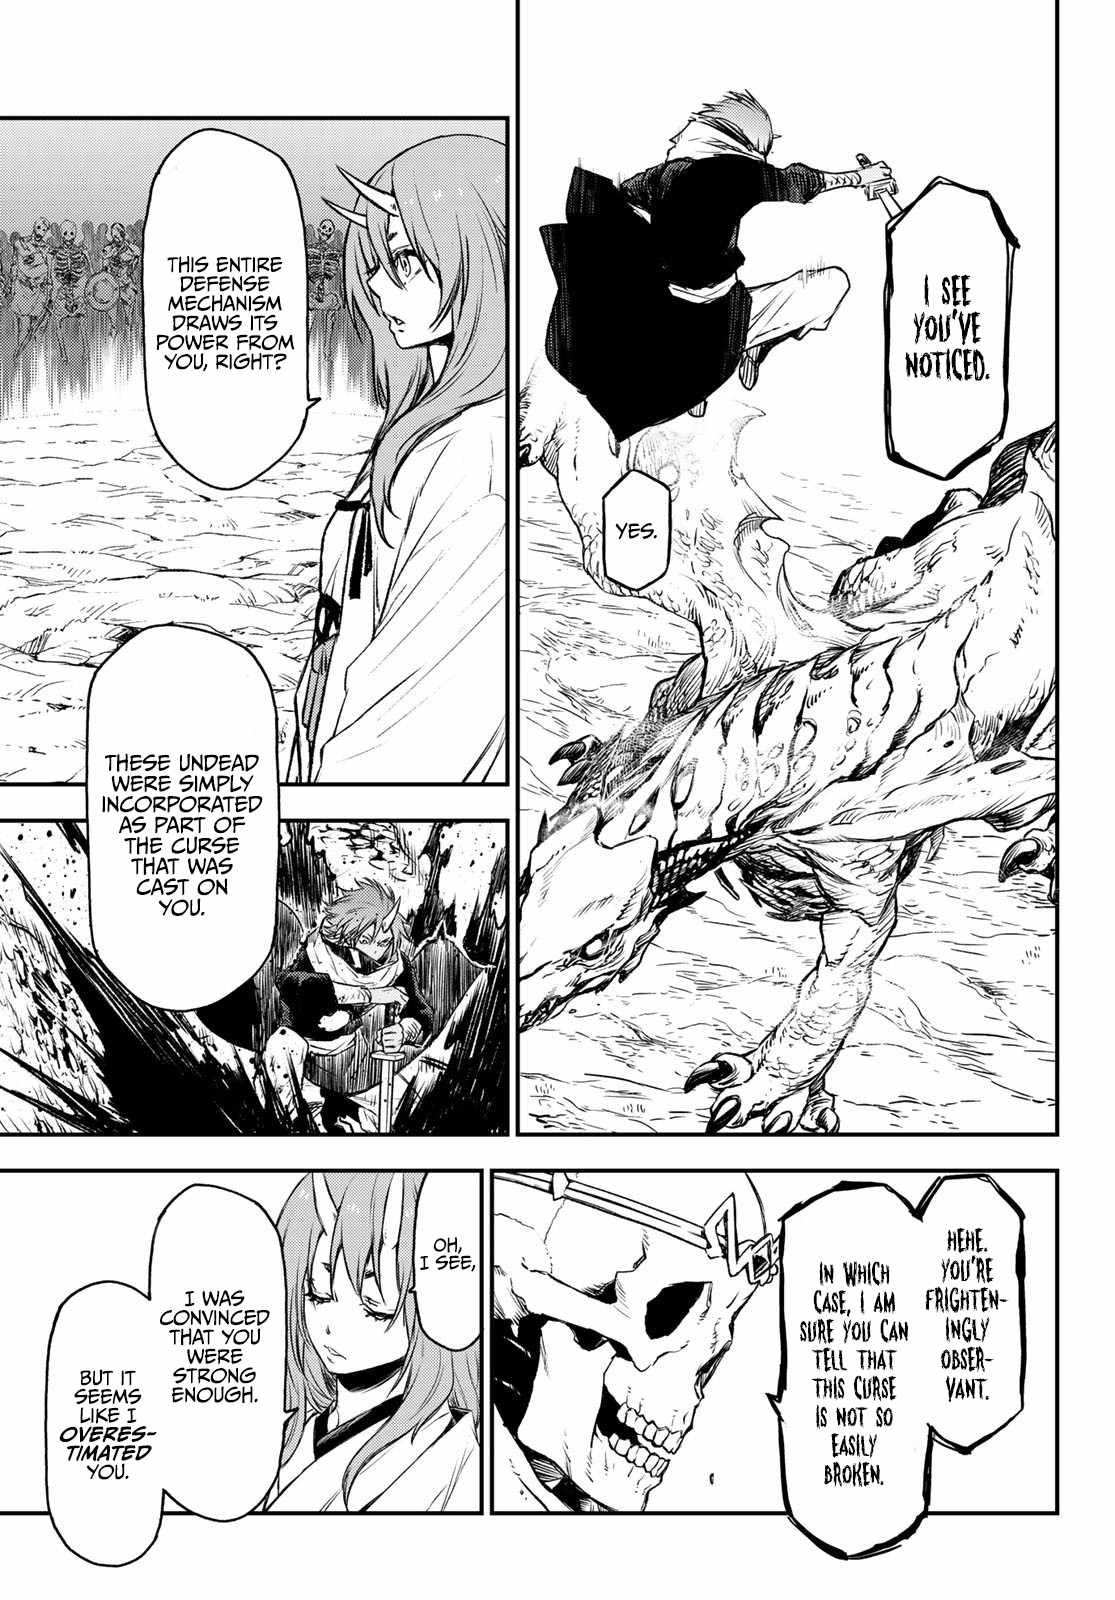 I SEE
YOU'VE
NOTICED.
YES.
THIS ENTIRE
DEFENSE
MECHANISM
DRAWS ITS
POWER FROM
YOU, RIGHT?
THESE UNDEAD
WERE SIMPLY
INCORPORATED
AS PART OF
THE CURSE
THAT WAS
CAST ON
YOU.
HEHE.
YOU'RE
FRIGHTEN-
INGLY
OBSER-
VANT.
IN WHICH
CASE, I AM
SURE YOU CAN
TELL THAT
THIS CURSE
IS NOT SO
EASILY
BROKEN.
OH,
I SEE,
I WAS
CONVINCED
THAT YOU
WERE
STRONG
ENOUGH.
BUT IT
SEEMS
LIKE I
OVERES-
TIMATED
YOU.